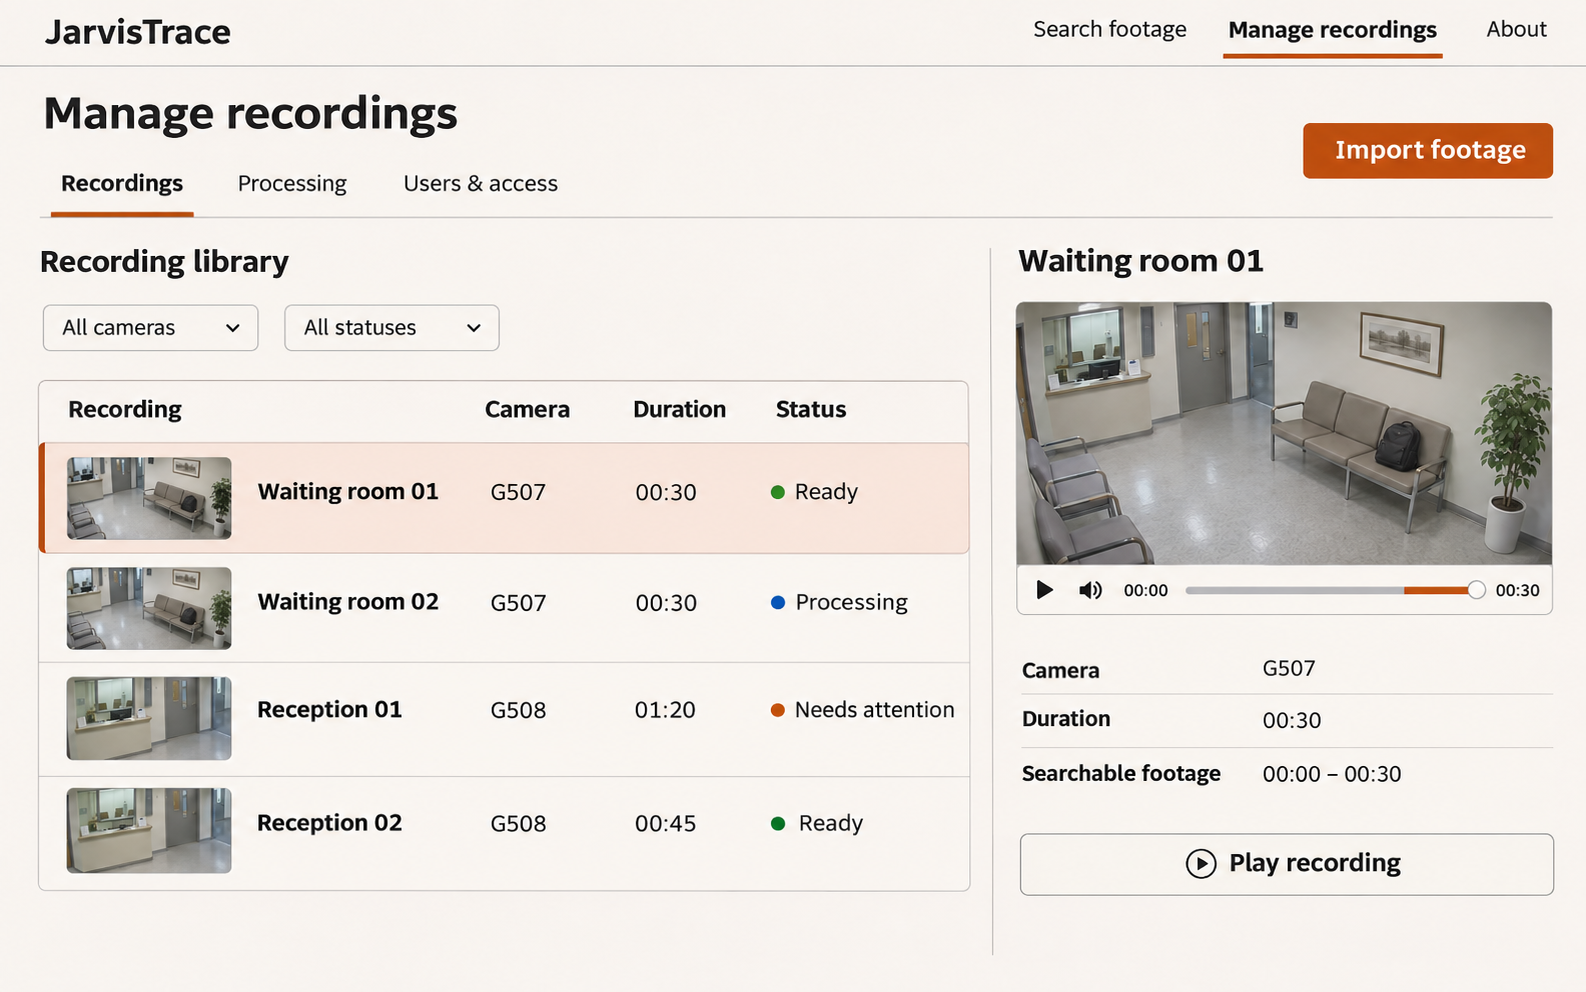 JarvisTrace
Search footage
Manage recordings
About
Manage recordings
Import footage
Recordings
Processing
Users & access
Recording library
All cameras
All statuses
Recording Camera Duration Status
Waiting room 01 G507 00:30 Ready
Waiting room 02 G507 00:30 Processing
Reception 01 G508 01:20 Needs attention
Reception 02 G508 00:45 Ready
Waiting room 01
00:00 00:30
Camera G507
Duration 00:30
Searchable footage 00:00 – 00:30
Play recording